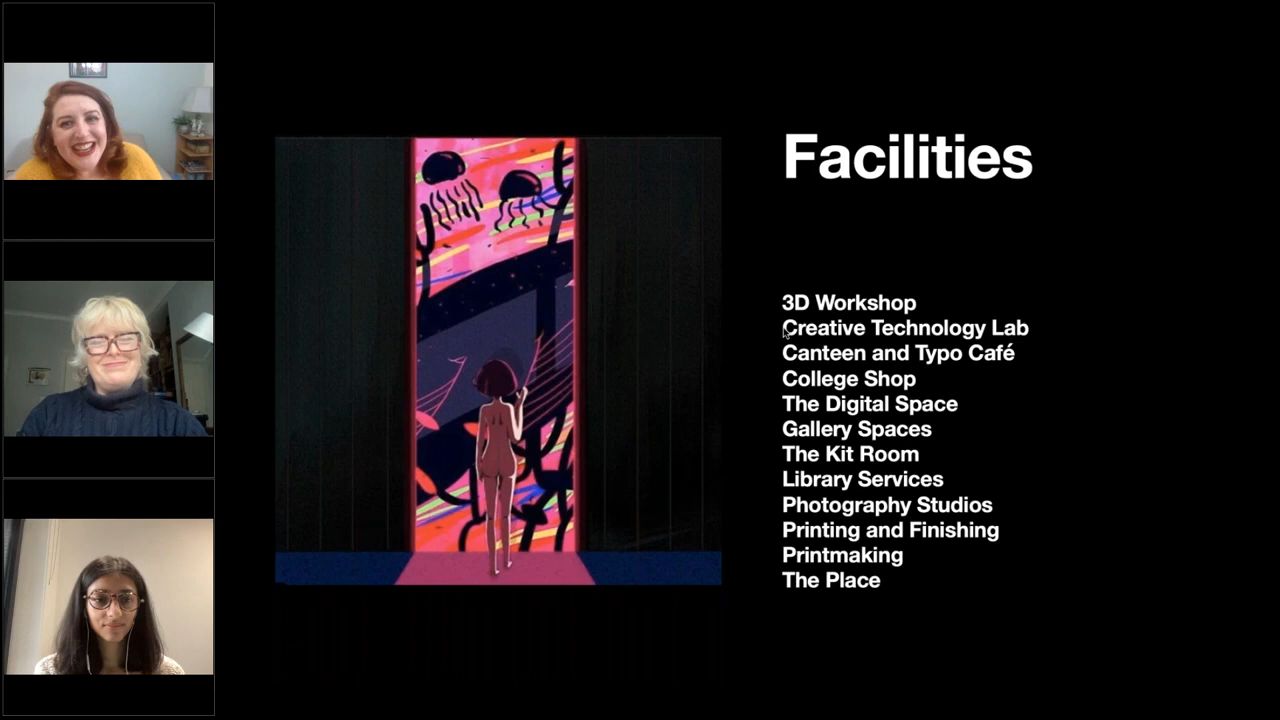 Facilities
3D Workshop
Creative Technology Lab
Canteen and Typo Café
College Shop
The Digital Space
Gallery Spaces
The Kit Room
Library Services
Photography Studios
Printing and Finishing
Printmaking
The Place